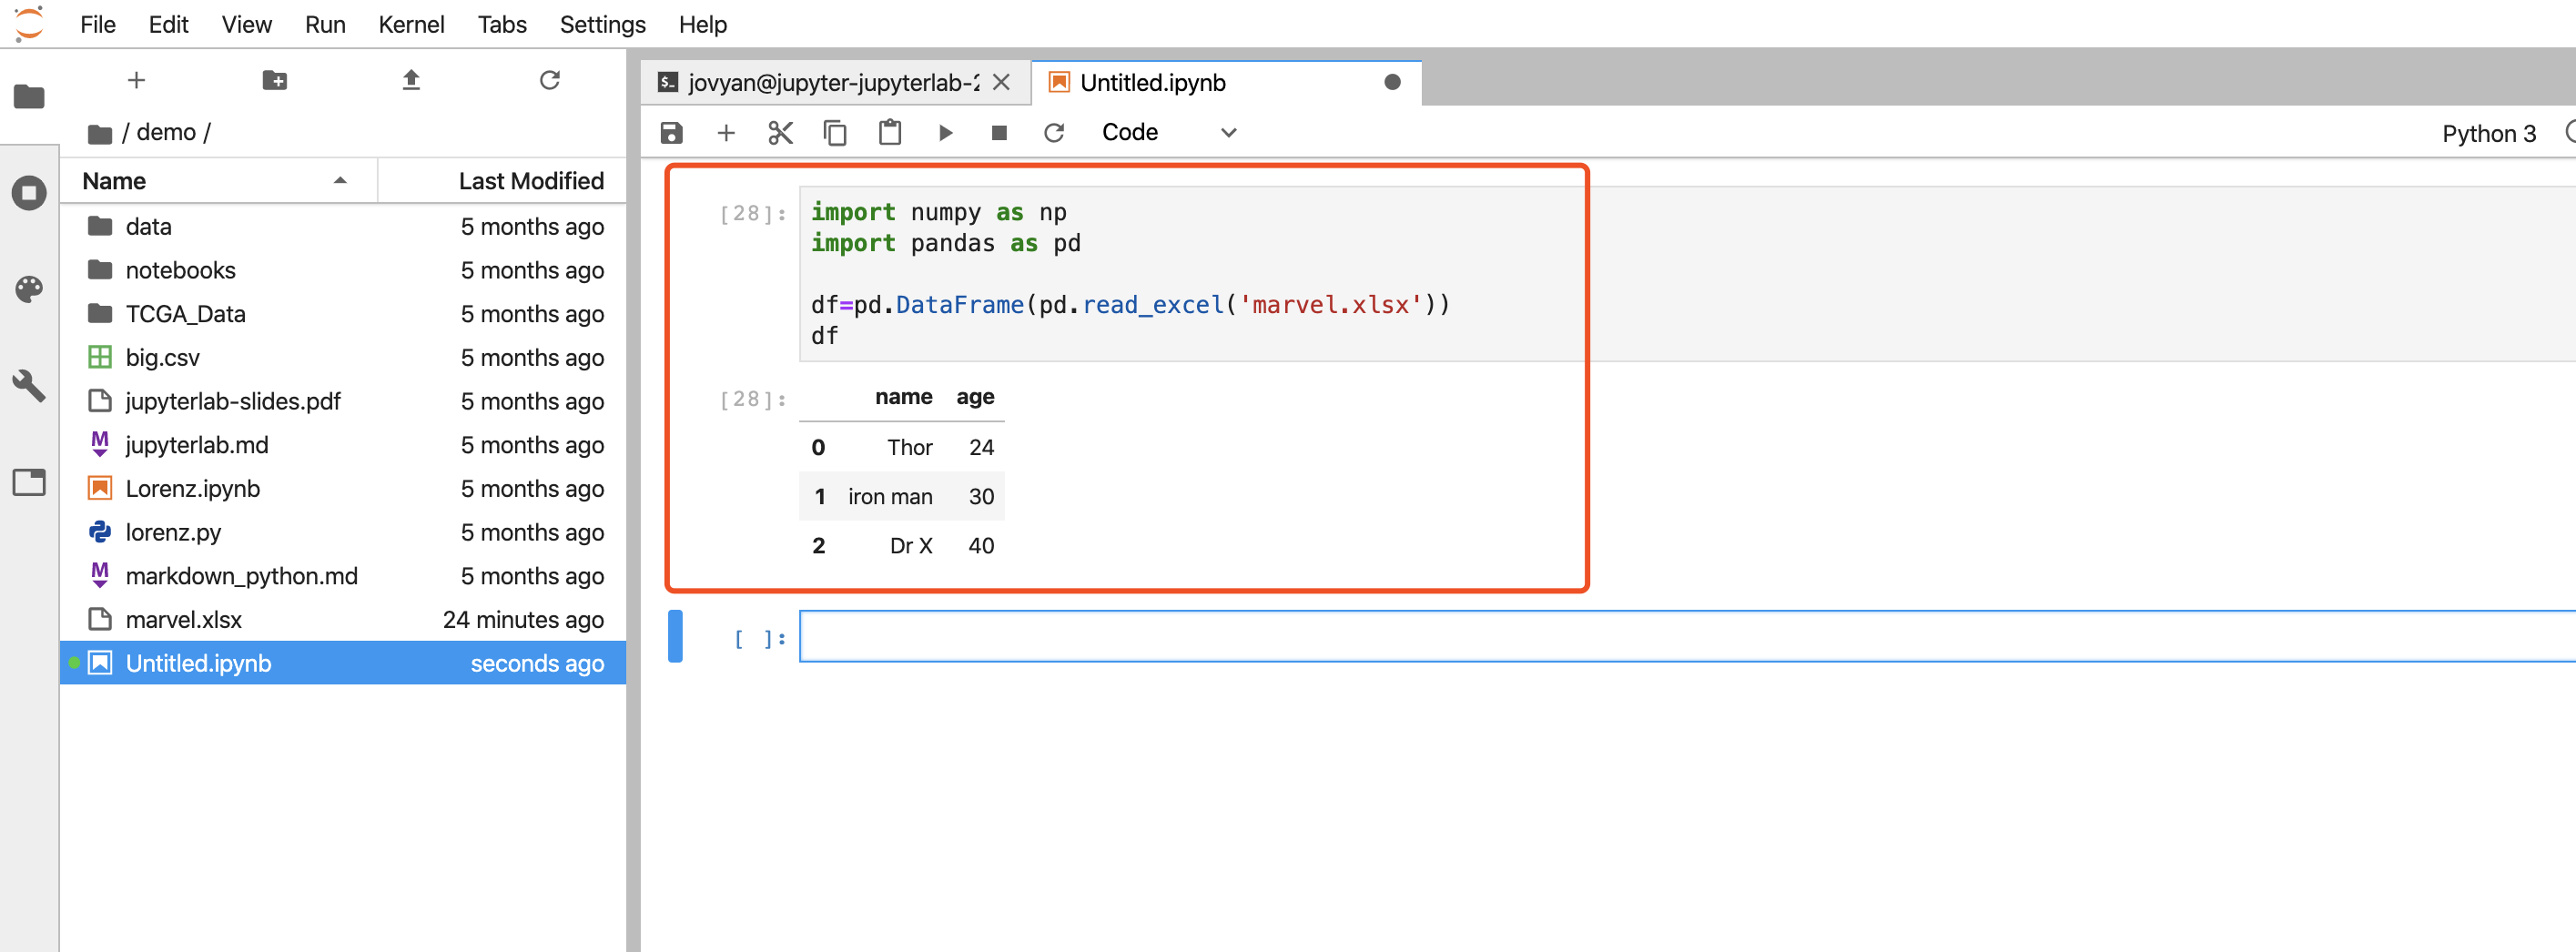 File Edit View Run Kernel Tabs Settings Help
/ demo /
Name Last Modified
data 5 months ago
notebooks 5 months ago
TCGA_Data 5 months ago
big.csv 5 months ago
jupyterlab-slides.pdf 5 months ago
jupyterlab.md 5 months ago
Lorenz.ipynb 5 months ago
lorenz.py 5 months ago
markdown_python.md 5 months ago
marvel.xlsx 24 minutes ago
Untitled.ipynb seconds ago
jovyan@jupyter-jupyterlab- Untitled.ipynb
Code Python 3
[28]: import numpy as np
import pandas as pd
df=pd.DataFrame(pd.read_excel('marvel.xlsx'))
df
[28]: name age
0 Thor 24
1 iron man 30
2 Dr X 40
[ ]: